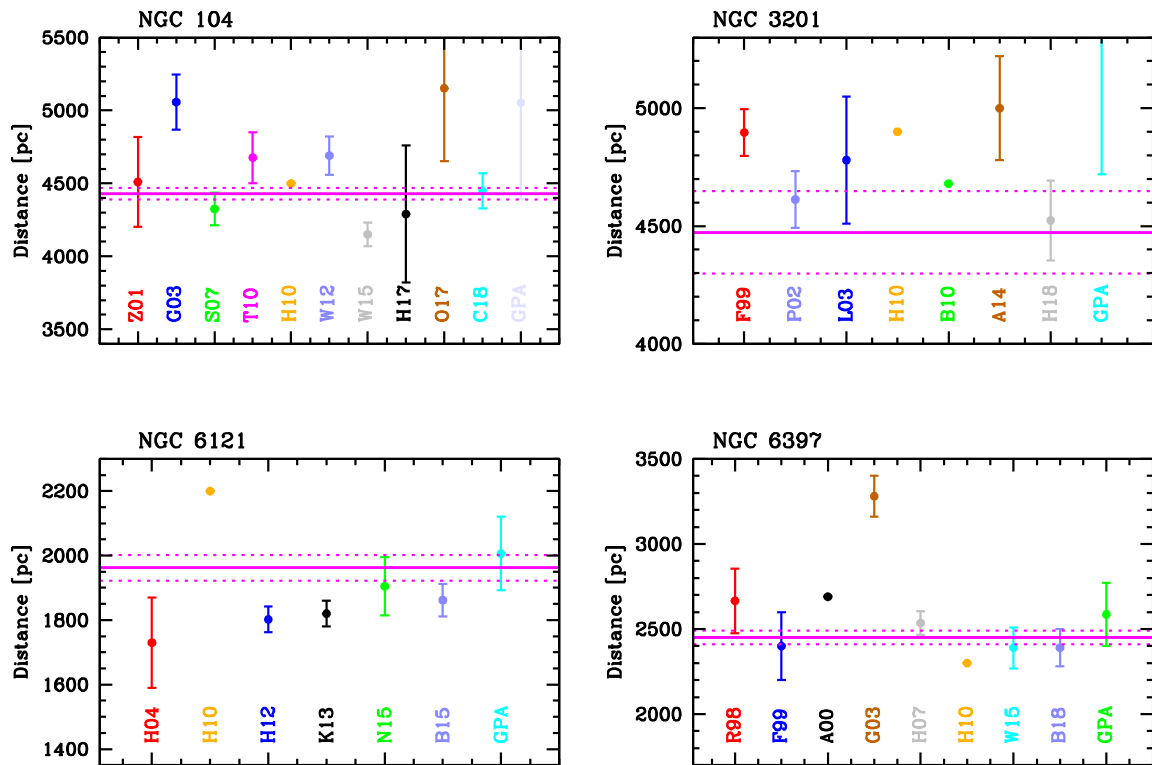 NGC 104
5500
5000
4500
4000
3500
Distance [pc]
Z01 G03 S07 T10 H10 W12 W15 H17 O17 C18 GPA
NGC 3201
5000
4500
4000
Distance [pc]
F99 P02 L03 H10 B10 A14 H18 GPA
NGC 6121
2200
2000
1800
1600
1400
Distance [pc]
H04 H10 H12 K13 N15 B15 GPA
NGC 6397
3500
3000
2500
2000
Distance [pc]
R98 F99 A00 G03 H07 H10 W15 B18 GPA